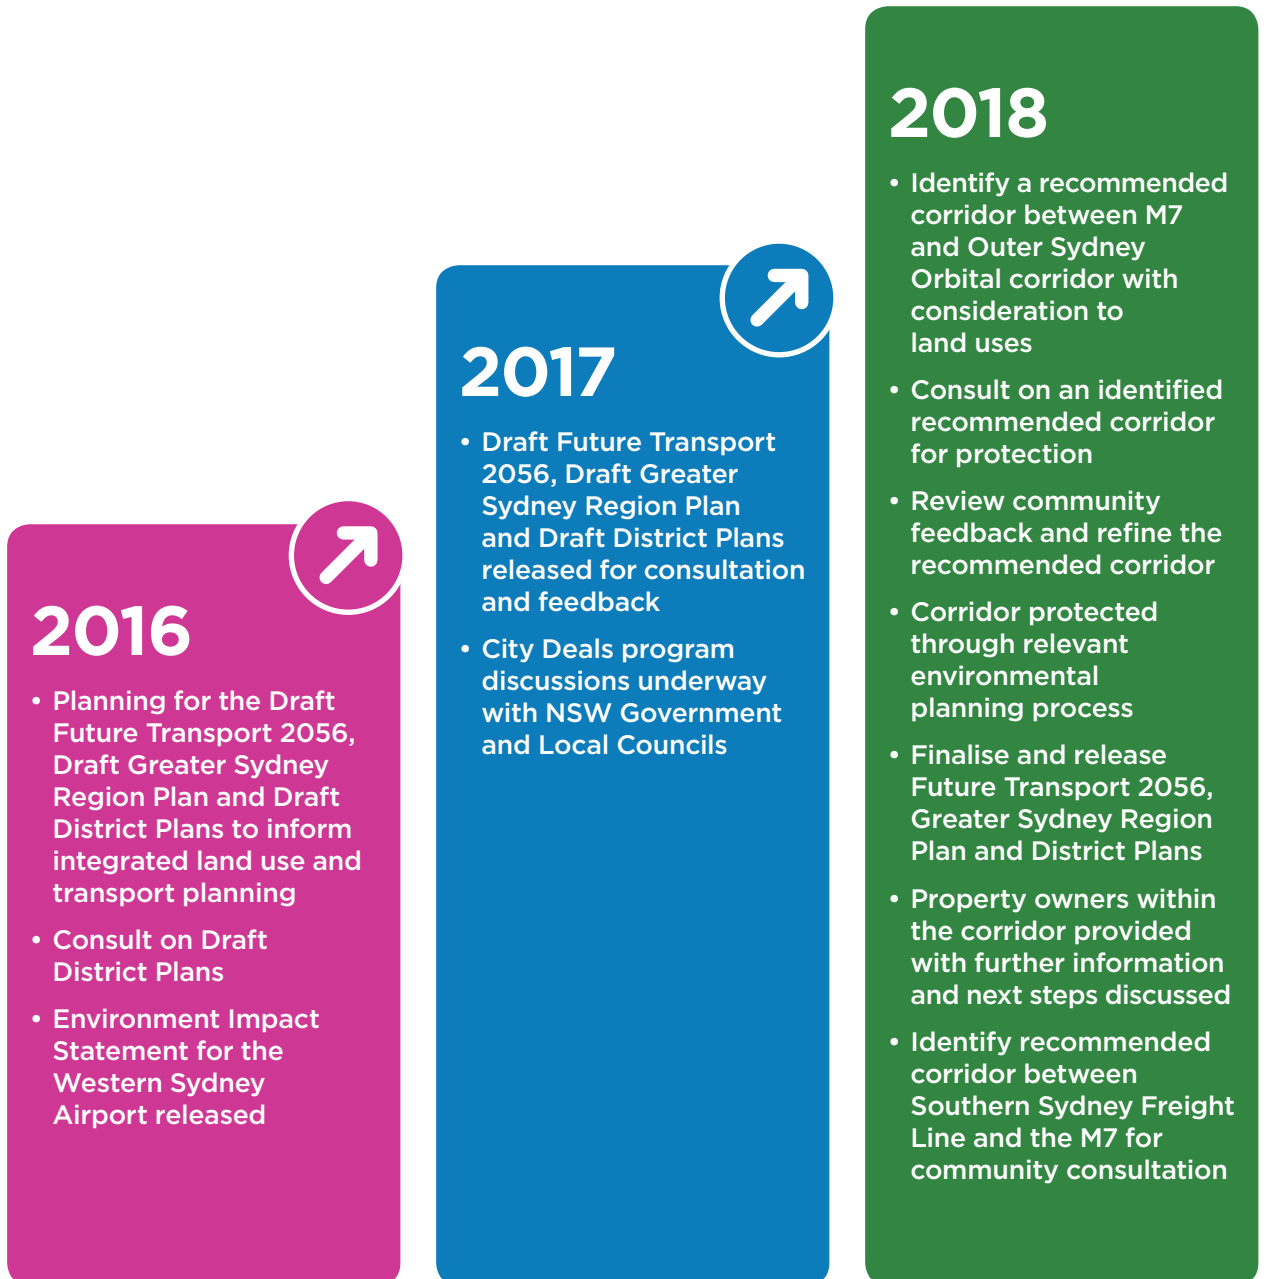 2016
• Planning for the Draft
Future Transport 2056,
Draft Greater Sydney
Region Plan and Draft
District Plans to inform
integrated land use and
transport planning
• Consult on Draft
District Plans
• Environment Impact
Statement for the
Western Sydney
Airport released
2017
• Draft Future Transport
2056, Draft Greater
Sydney Region Plan
and Draft District Plans
released for consultation
and feedback
• City Deals program
discussions underway
with NSW Government
and Local Councils
2018
• Identify a recommended
corridor between M7
and Outer Sydney
Orbital corridor with
consideration to
land uses
• Consult on an identified
recommended corridor
for protection
• Review community
feedback and refine the
recommended corridor
• Corridor protected
through relevant
environmental
planning process
• Finalise and release
Future Transport 2056,
Greater Sydney Region
Plan and District Plans
• Property owners within
the corridor provided
with further information
and next steps discussed
• Identify recommended
corridor between
Southern Sydney Freight
Line and the M7 for
community consultation